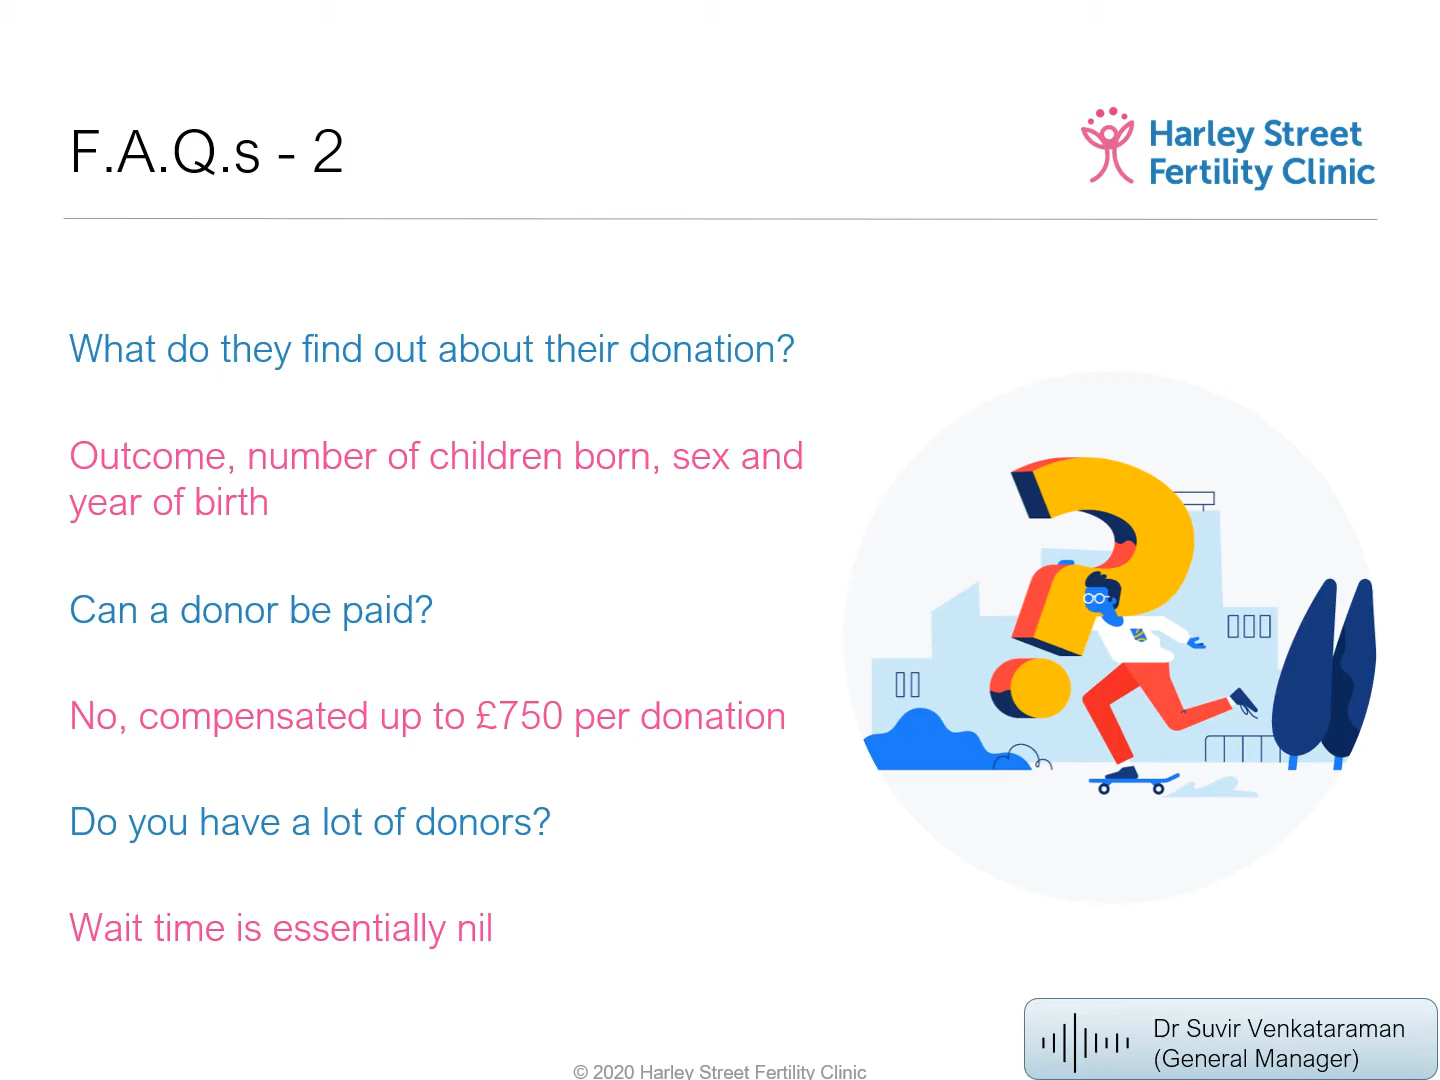 F.A.Q.s - 2
Harley Street
Fertility Clinic
What do they find out about their donation?
Outcome, number of children born, sex and
year of birth
Can a donor be paid?
No, compensated up to £750 per donation
Do you have a lot of donors?
Wait time is essentially nil
Dr Suvir Venkataraman
(General Manager)
© 2020 Harley Street Fertility Clinic